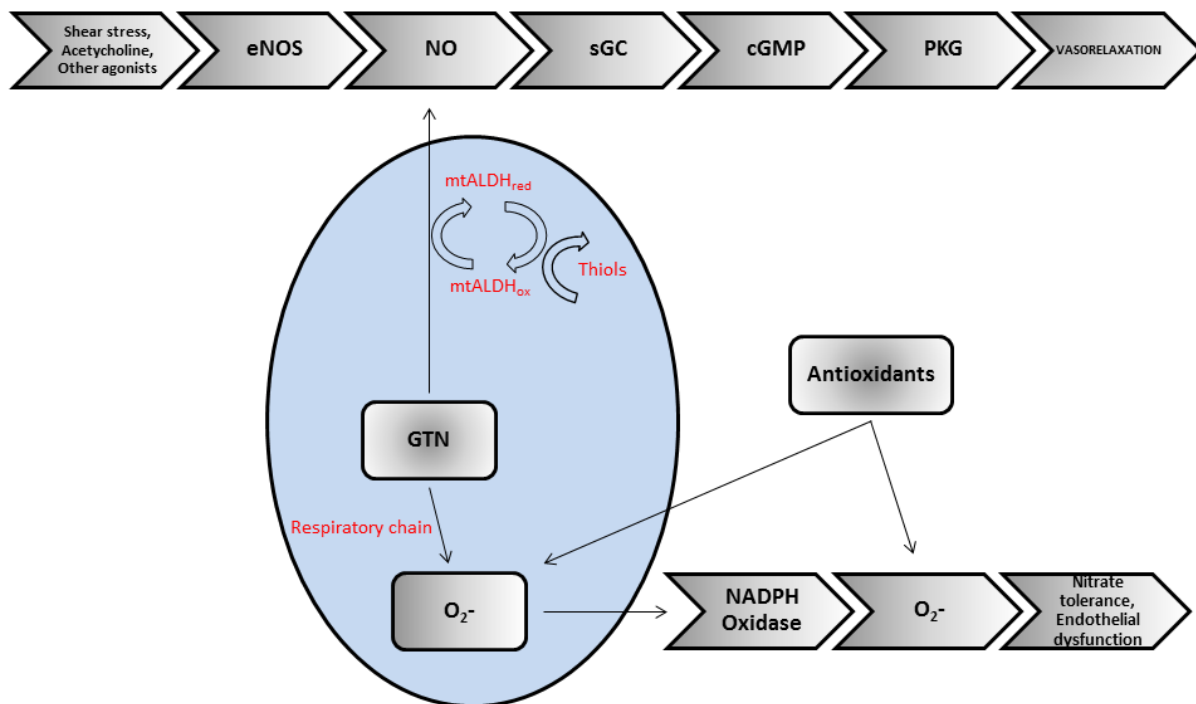 Shear stress,
Acetycholine,
Other agonists
eNOS
NO
sGC
cGMP
PKG
VASORELAXATION
mtALDHred
Thiols
mtALDHox
Antioxidants
GTN
Respiratory chain
O₂-
NADPH
Oxidase
O₂-
Nitrate
tolerance,
Endothelial
dysfunction